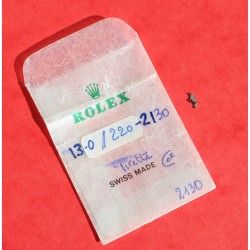 ROLEX
13-0/220-2130
Tirette
SWISS MADE
2130